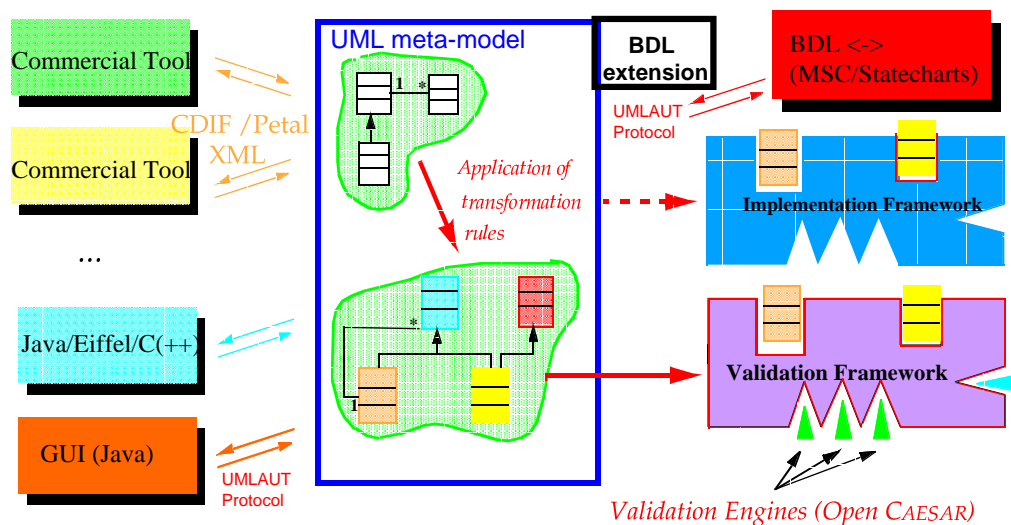 Commercial Tool
Commercial Tool
...
Java/Eiffel/C(++)
GUI (Java)
CDIF /Petal
XML
UMLAUT
Protocol
UML meta-model
1
*
Application of
transformation
rules
*
1
BDL
extension
UMLAUT
Protocol
BDL <->
(MSC/Statecharts)
Implementation Framework
Validation Framework
Validation Engines (Open CAESAR)